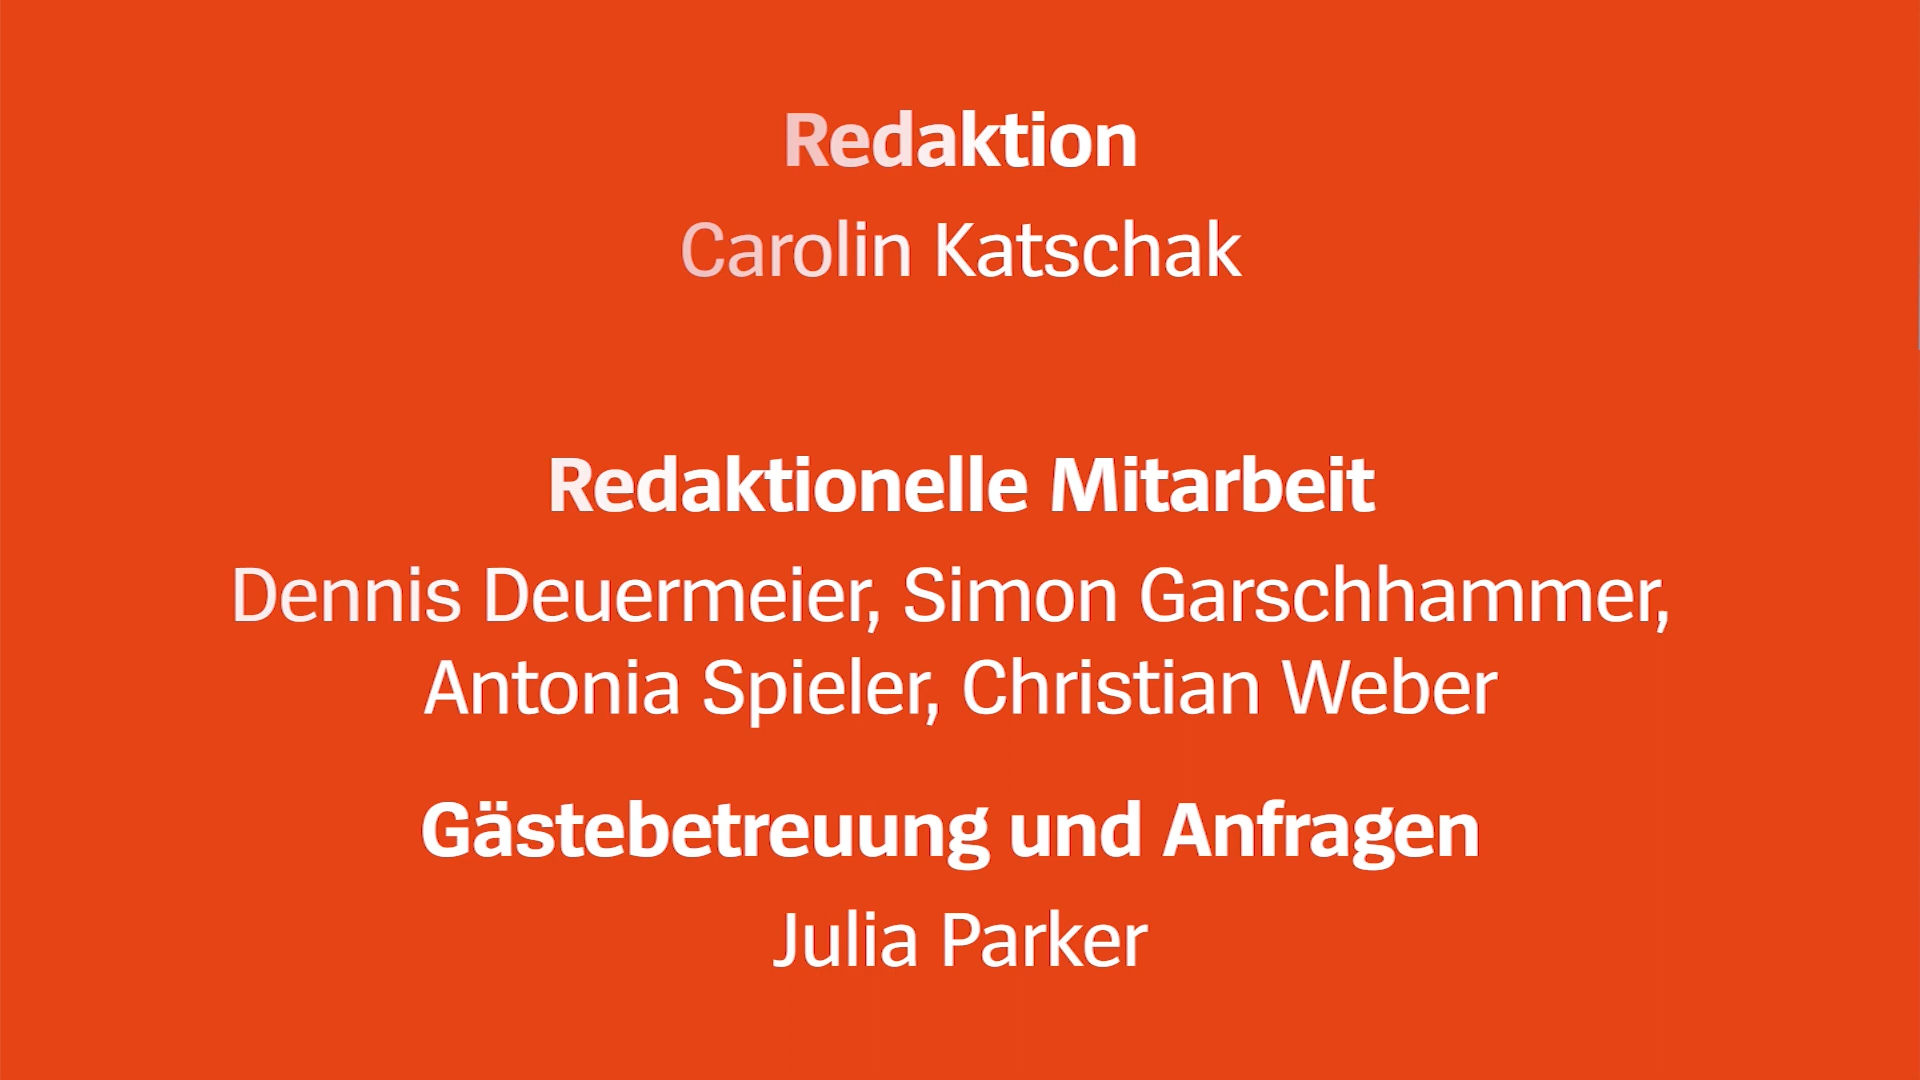 Redaktion
Carolin Katschak
Redaktionelle Mitarbeit
Dennis Deuermeier, Simon Garschhammer,
Antonia Spieler, Christian Weber
Gästebetreuung und Anfragen
Julia Parker